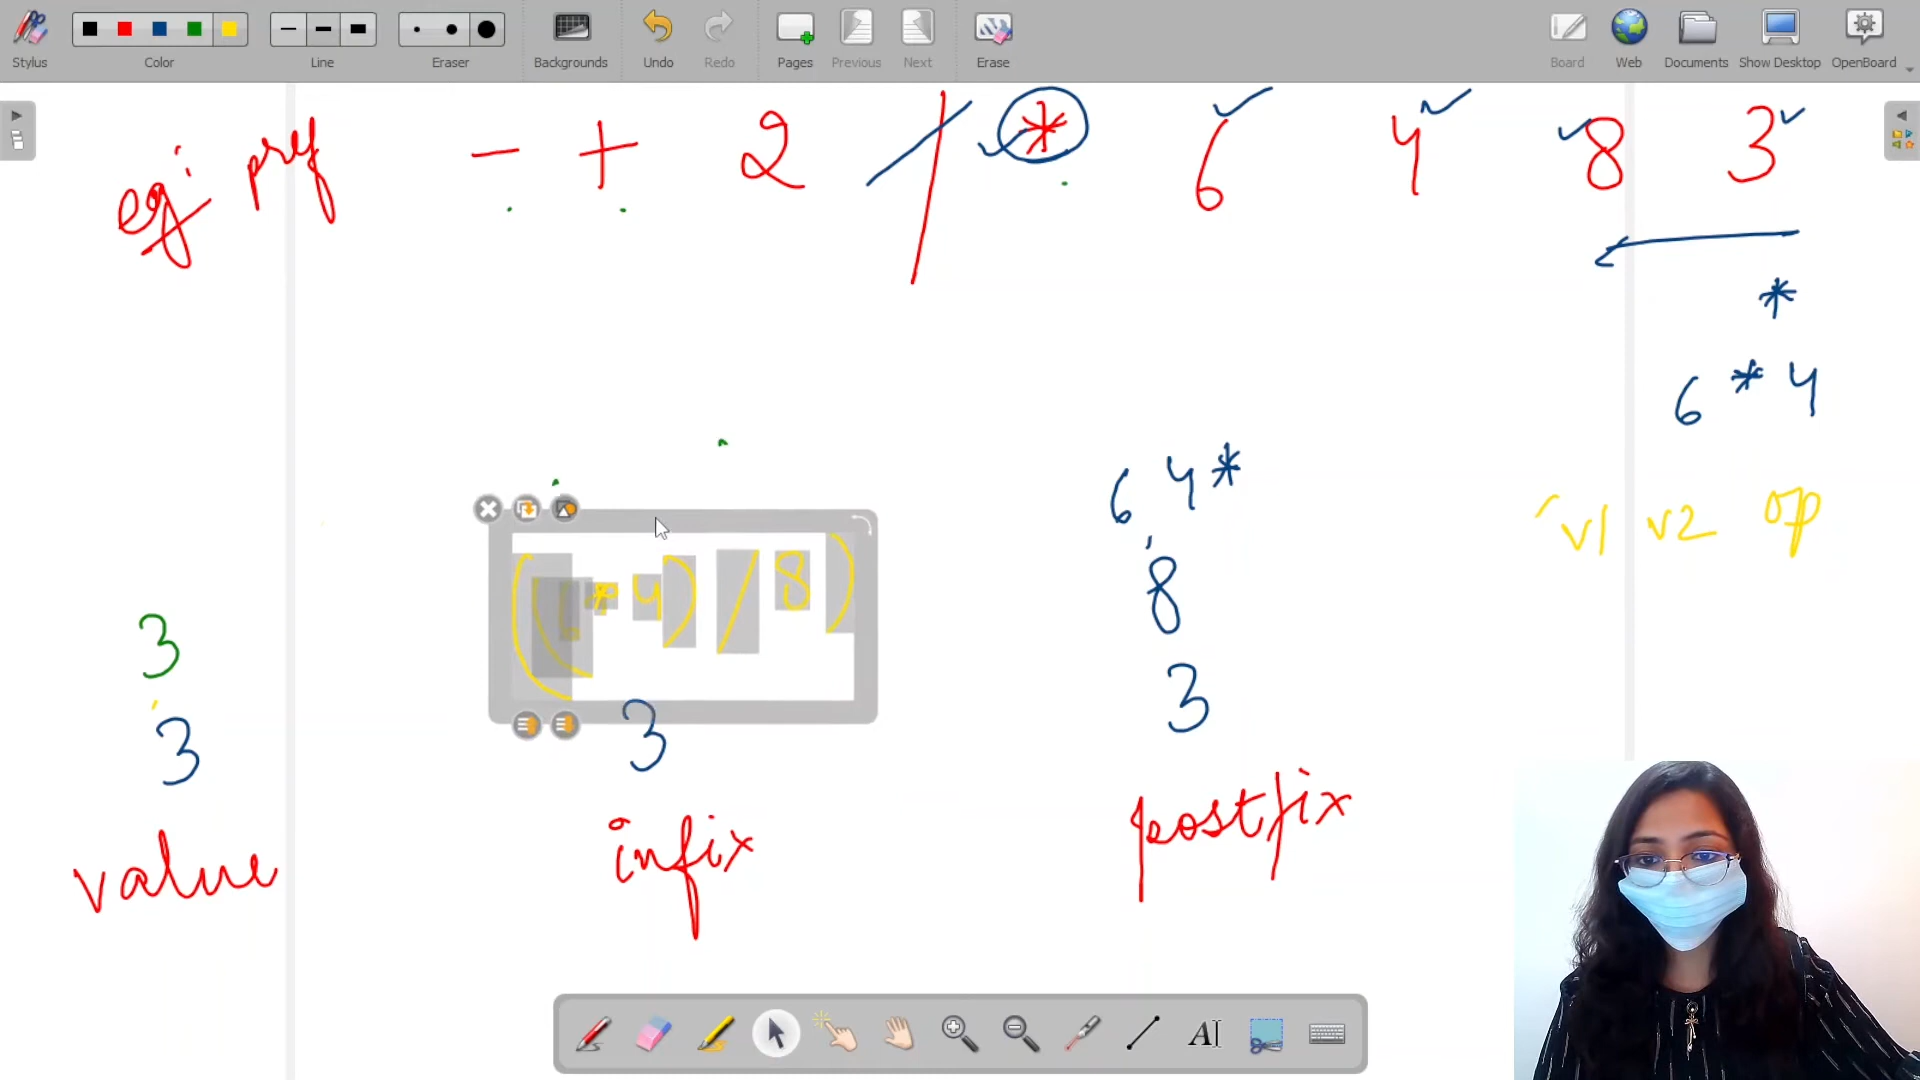 Stylus Color Line Eraser Backgrounds Undo Redo Pages Previous Next Erase Board Web Documents Show Desktop OpenBoard
eg: pref - + 2 / * 6 4 8 3
*
6 * 4
6 4 *
v1 v2 op
( ( * 4 ) / 8 )
8
3
3
3
3
value
infix
postfix
AI